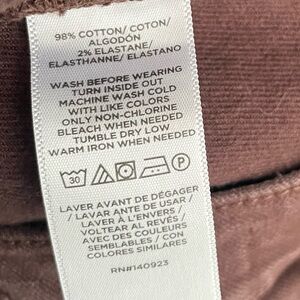 98% COTTON/ COTON/
ALGODÓN
2% ELASTANE/
ELASTHANNE/ ELASTANO
WASH BEFORE WEARING
TURN INSIDE OUT
MACHINE WASH COLD
WITH LIKE COLORS
ONLY NON-CHLORINE
BLEACH WHEN NEEDED
TUMBLE DRY LOW
WARM IRON WHEN NEEDED
30 P
LAVER AVANT DE DÉGAGER
/ LAVAR ANTE DE USAR /
LAVER À L'ENVERS /
VOLTEAR AL REVÉS /
AVEC DES COULEURS
SEMBLABLES / CON
COLORES SIMILARES
RN#140923